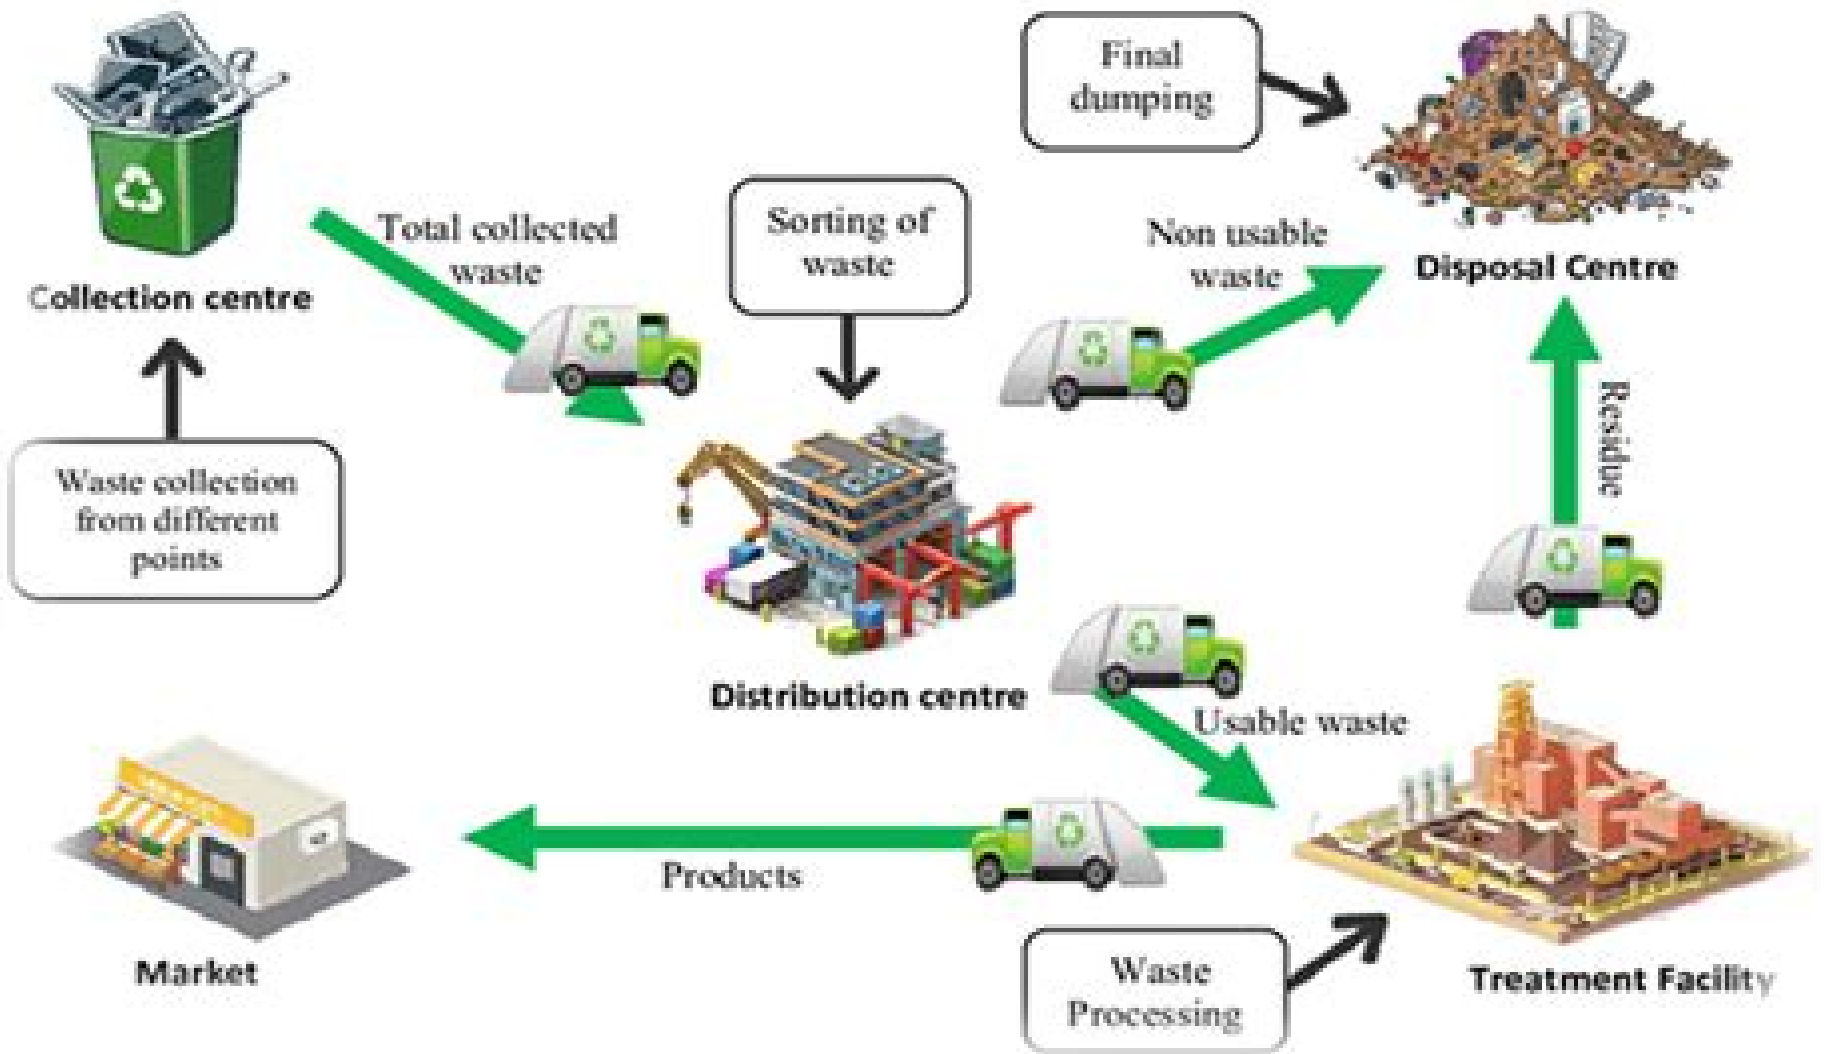 Final
dumping
Total collected
waste
Sorting of
waste
Non usable
waste
Disposal Centre
Collection centre
Residue
Waste collection
from different
points
Distribution centre
Usable waste
Products
Market
Waste
Processing
Treatment Facility